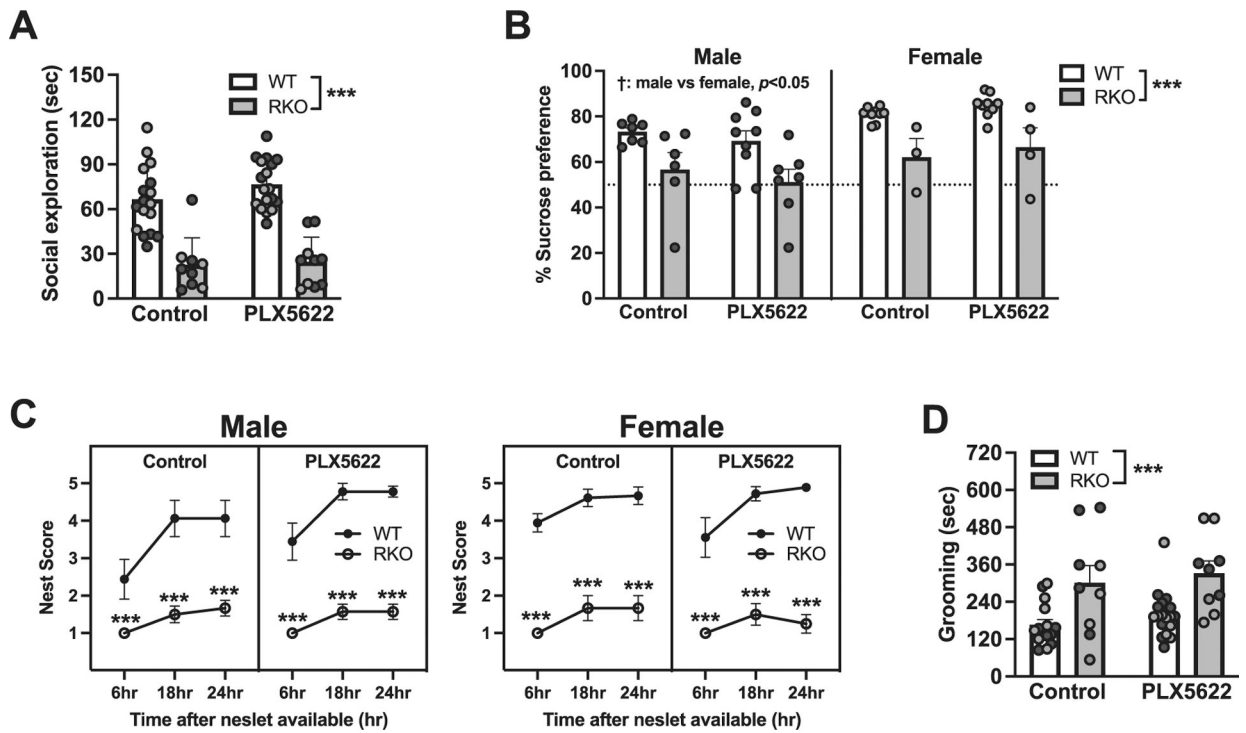 A
Social exploration (sec)
150
120
90
60
30
0
WT
RKO
***
Control
PLX5622
B
Male
Female
†: male vs female, p<0.05
% Sucrose preference
100
80
60
40
20
0
WT
RKO
***
Control
PLX5622
Control
PLX5622
C
Male
Control
PLX5622
Nest Score
5
4
3
2
1
WT
RKO
***
***
***
***
***
***
6hr
18hr
24hr
6hr
18hr
24hr
Time after neslet available (hr)
Female
Control
PLX5622
Nest Score
5
4
3
2
1
WT
RKO
***
***
***
***
***
***
6hr
18hr
24hr
6hr
18hr
24hr
Time after neslet available (hr)
D
Grooming (sec)
720
600
480
360
240
120
0
WT
RKO
***
Control
PLX5622